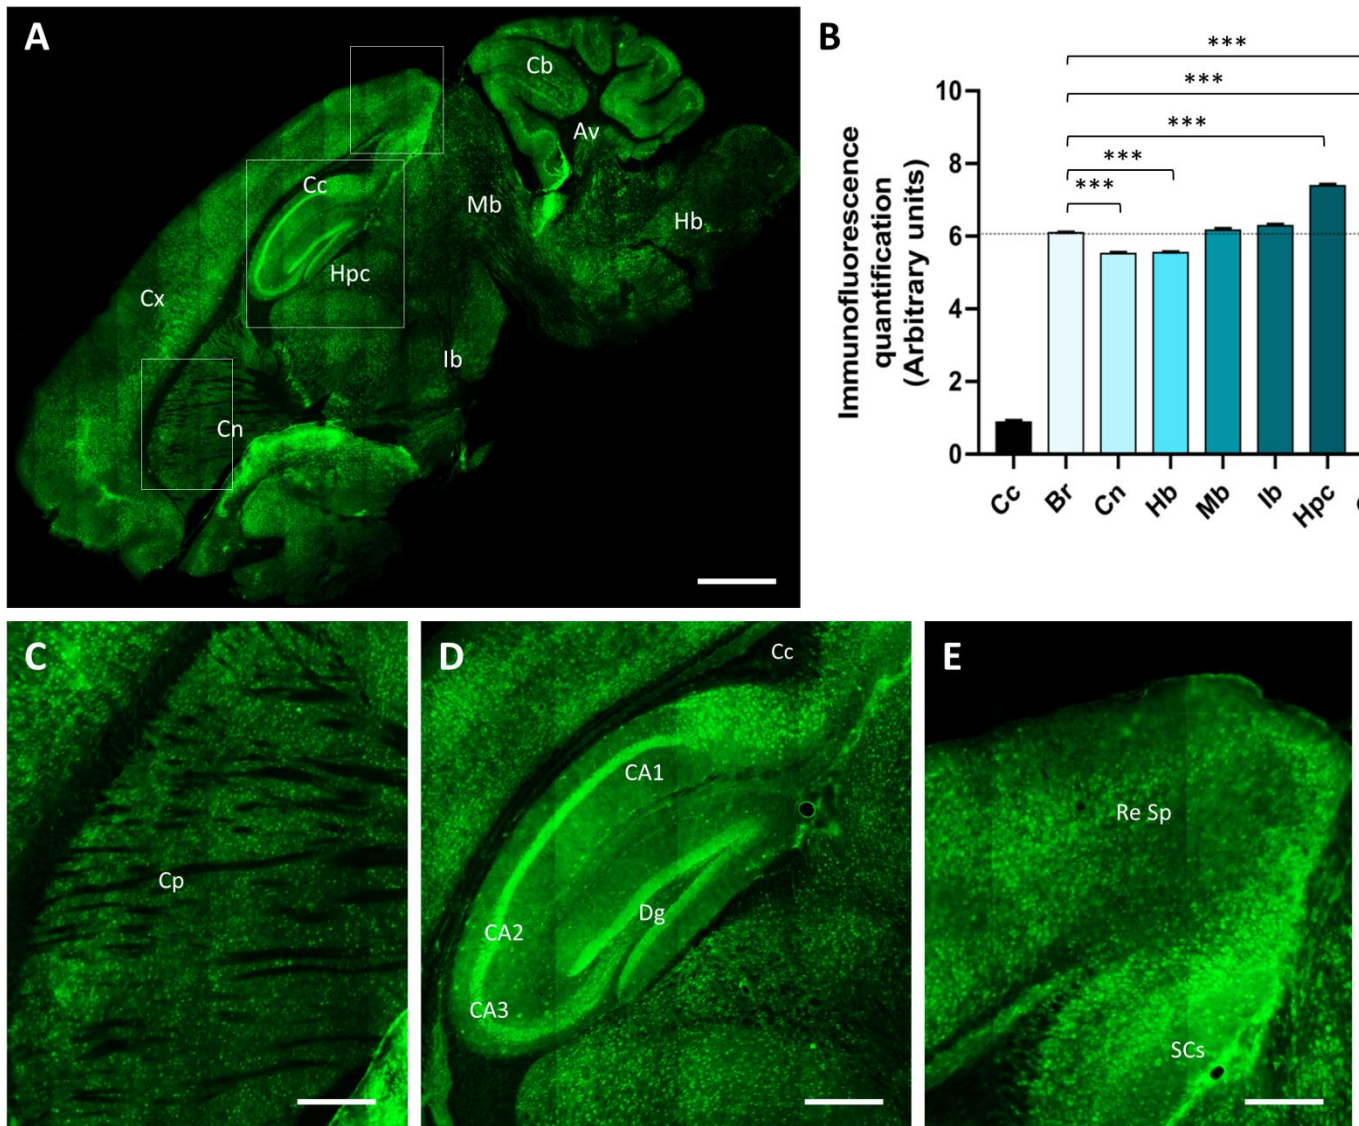 A
Cb
Av
Cc
Mb
Hb
Hpc
Cx
Ib
Cn
B
***
***
***
***
***
Immunofluorescence
quantification
(Arbitrary units)
10
8
6
4
2
0
Cc
Br
Cn
Hb
Mb
Ib
Hpc
C
Cp
D
Cc
CA1
Dg
CA2
CA3
E
Re Sp
SCs